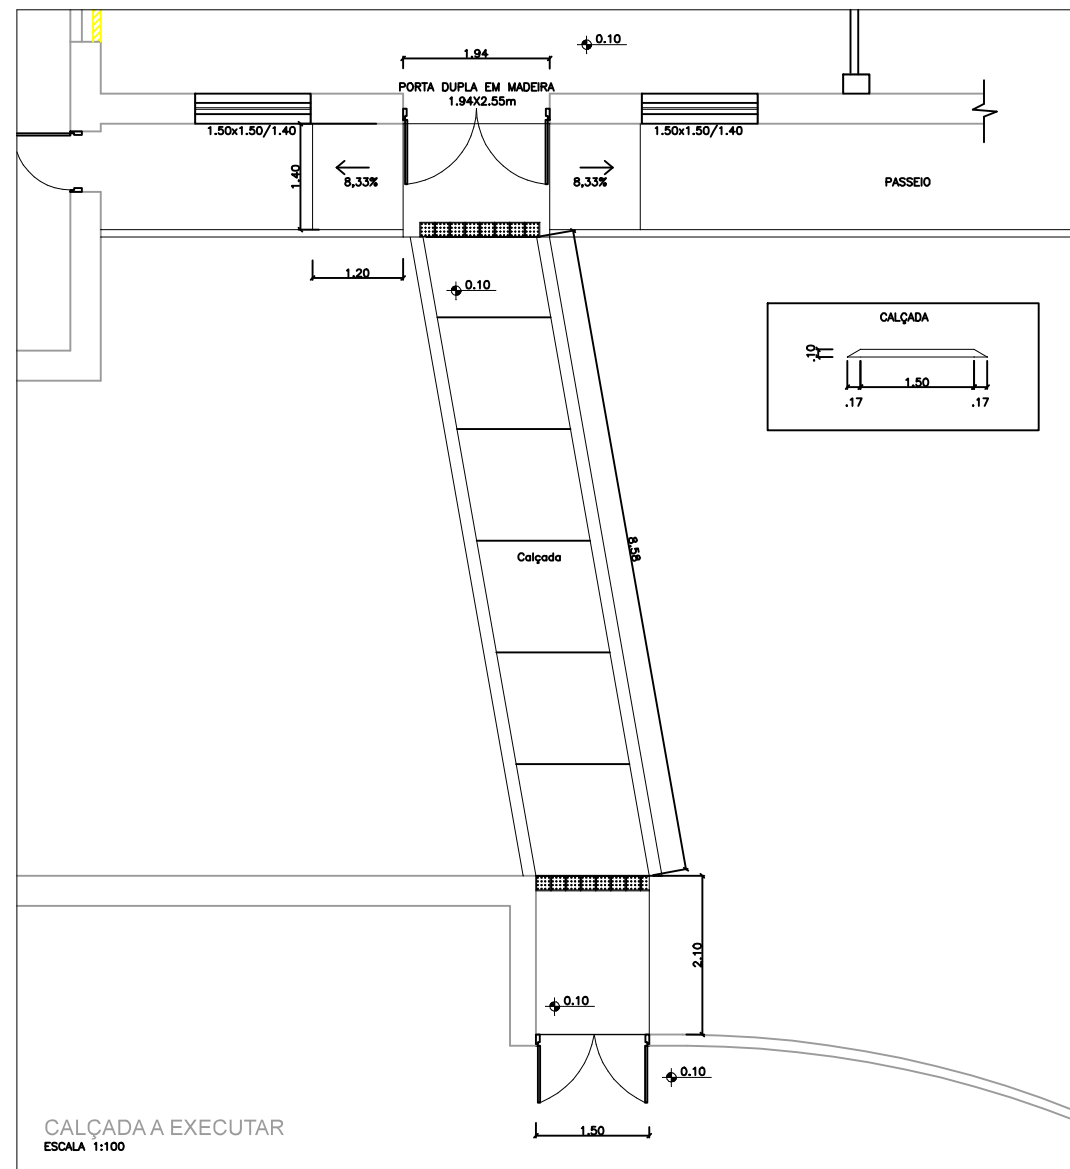 1.94
0.10
PORTA DUPLA EM MADEIRA
1.94X2.55m
1.50x1.50/1.40
1.50x1.50/1.40
1.40
8,33%
8,33%
PASSEIO
1.20
0.10
CALÇADA
.10
1.50
.17
.17
8.58
Calçada
2.10
0.10
0.10
CALÇADA A EXECUTAR
ESCALA 1:100
1.50